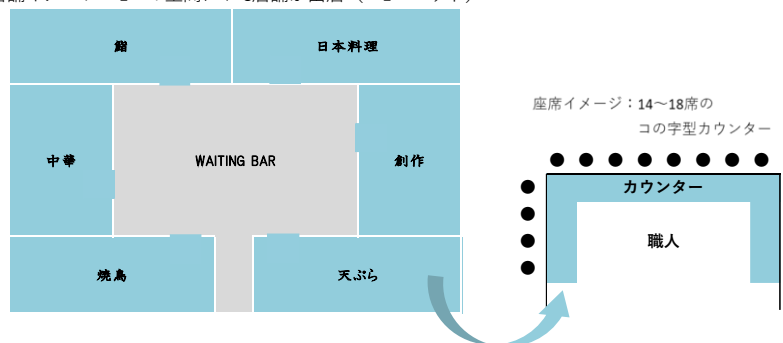 鮨
日本料理
中華
WAITING BAR
創作
焼鳥
天ぷら
座席イメージ：14～18席の
コの字型カウンター
カウンター
職人